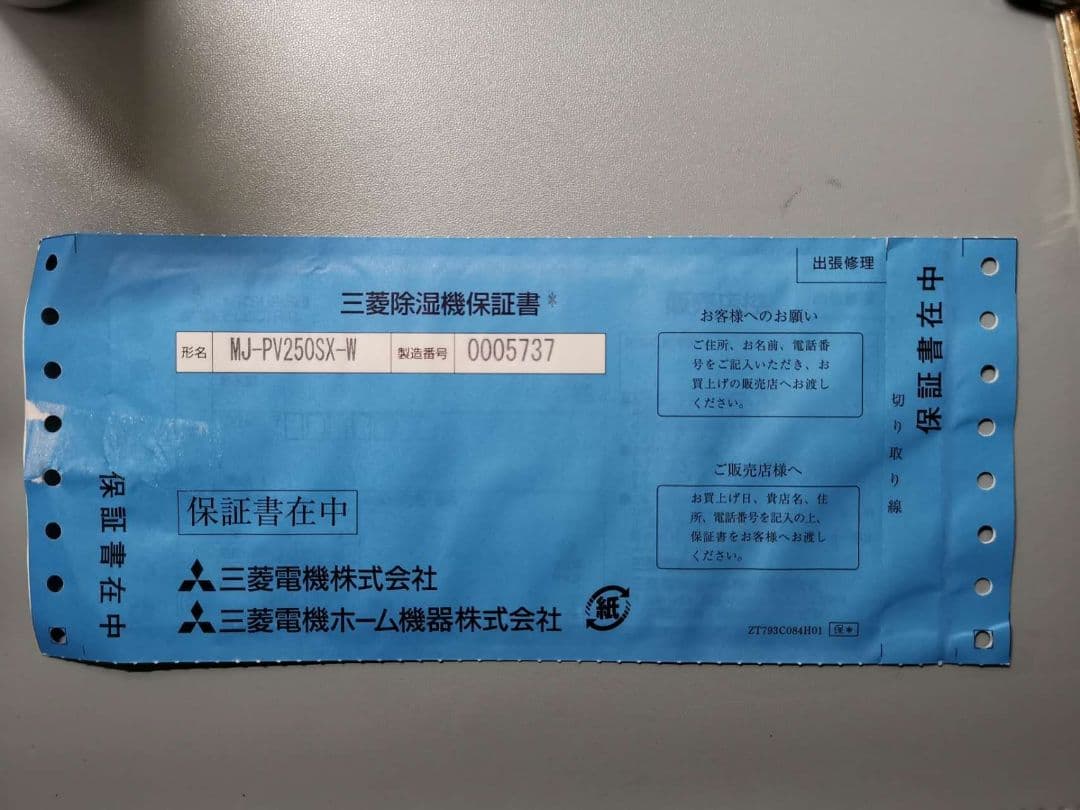 出張修理
三菱除湿機保証書*
形名 MJ-PV250SX-W 製造番号 0005737
お客様へのお願い
ご住所、お名前、電話番
号をご記入いただき、お
買上げの販売店へお渡し
ください。
ご販売店様へ
お買上げ日、貴店名、住
所、電話番号を記入の上、
保証書をお客様へお渡し
ください。
保証書在中
保証書在中
三菱電機株式会社
三菱電機ホーム機器株式会社
紙
ZT793C084H01 保*
切り取り線
保証書在中